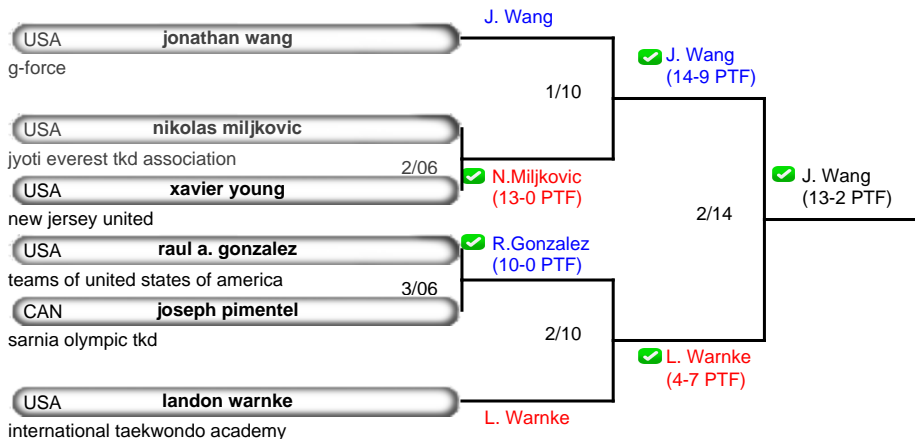 J. Wang
USA jonathan wang
g-force
J. Wang
(14-9 PTF)
1/10
USA nikolas miljkovic
jyoti everest tkd association
2/06
N.Miljkovic
(13-0 PTF)
USA xavier young
new jersey united
J. Wang
(13-2 PTF)
2/14
USA raul a. gonzalez
teams of united states of america
R.Gonzalez
(10-0 PTF)
3/06
CAN joseph pimentel
sarnia olympic tkd
2/10
L. Warnke
(4-7 PTF)
USA landon warnke
international taekwondo academy
L. Warnke